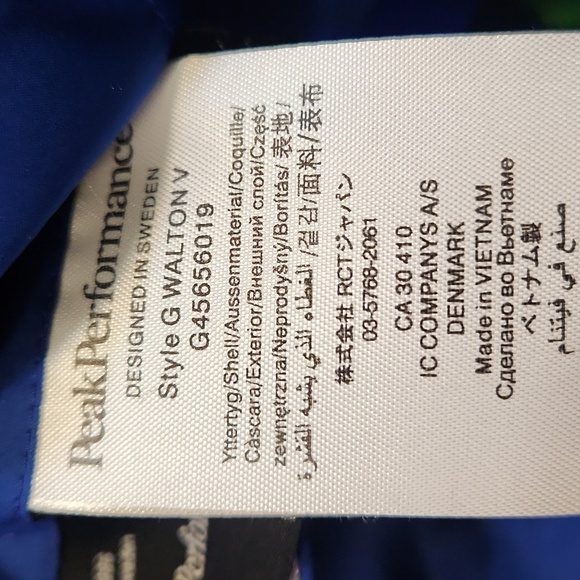 PeakPerformance
DESIGNED IN SWEDEN
Style G WALTON V
G45656019
Yttertyg/Shell/Aussenmaterial/Coquille/
Càscara/Exterior/Внешний слой/Część
zewnętrzna/Neprodyšný/Borítás/表地/
الغطاء الذي يشبه القشرة/겉감/面料/表布
株式会社 RCTジャパン
03-5768-2061
CA 30 410
IC COMPANYS A/S
DENMARK
Made in VIETNAM
Сделано во Вьетнаме
ベトナム製
صنع في فيتنام